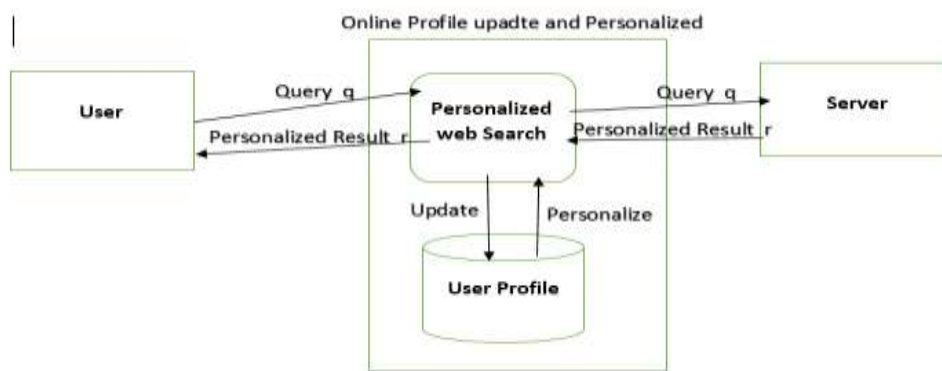 Online Profile upadte and Personalized
User
Query q
Personalized Result r
Personalized
web Search
Query q
Personalized Result r
Server
Update
Personalize
User Profile